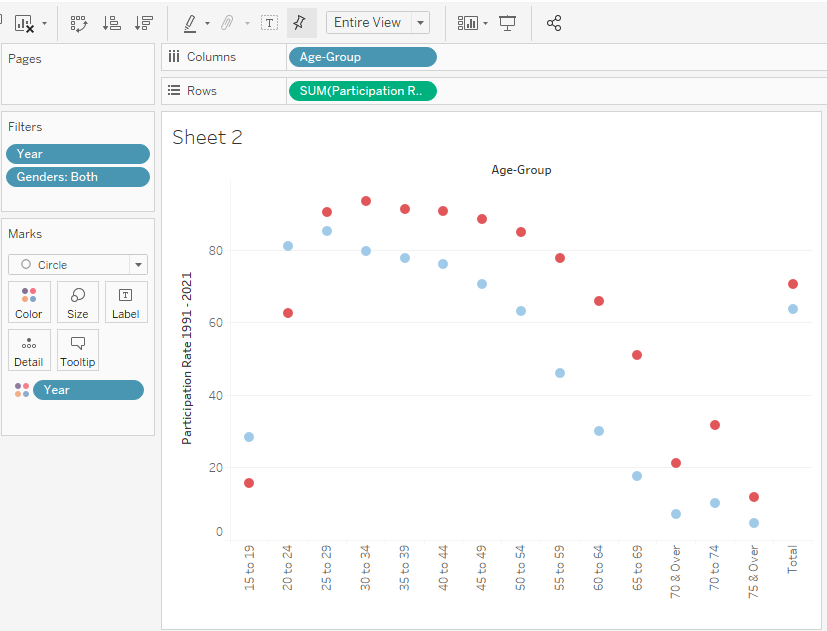 Entire View
Pages
Columns
Age-Group
Rows
SUM(Participation R..
Filters
Year
Genders: Both
Marks
Circle
Color
Size
Label
Detail
Tooltip
Year
Sheet 2
Age-Group
Participation Rate 1991 - 2021
80
60
40
20
0
15 to 19
20 to 24
25 to 29
30 to 34
35 to 39
40 to 44
45 to 49
50 to 54
55 to 59
60 to 64
65 to 69
70 & Over
70 to 74
75 & Over
Total